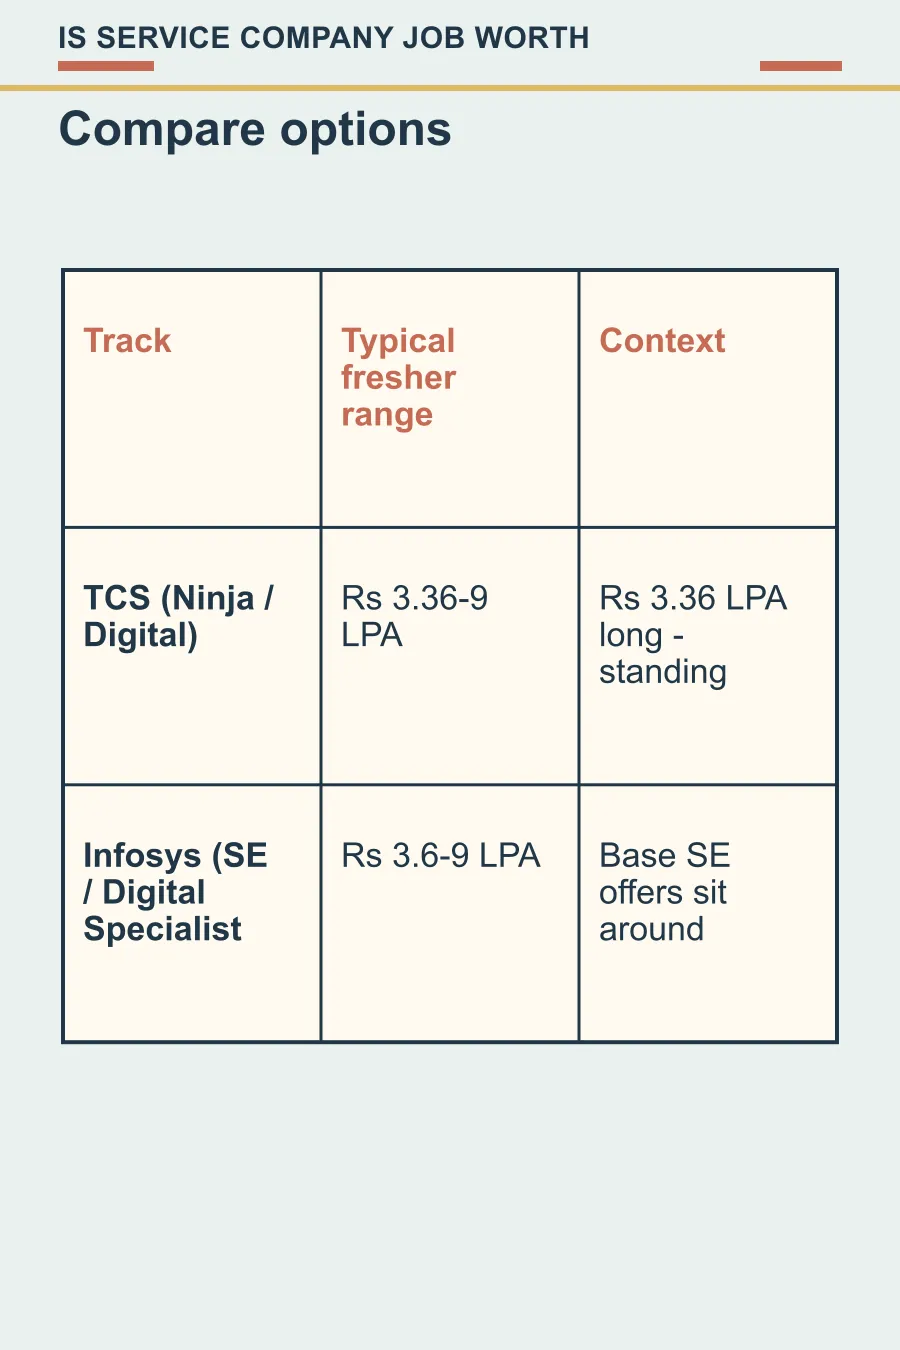 IS SERVICE COMPANY JOB WORTH
Compare options
Track
Typical
fresher
range
Context
TCS (Ninja /
Digital)
Rs 3.36-9
LPA
Rs 3.36 LPA
long -
standing
Infosys (SE
/ Digital
Specialist
Rs 3.6-9 LPA
Base SE
offers sit
around